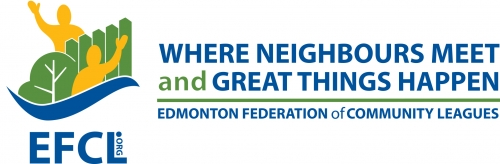 WHERE NEIGHBOURS MEET
and GREAT THINGS HAPPEN
EDMONTON FEDERATION of COMMUNITY LEAGUES
EFCL.ORG